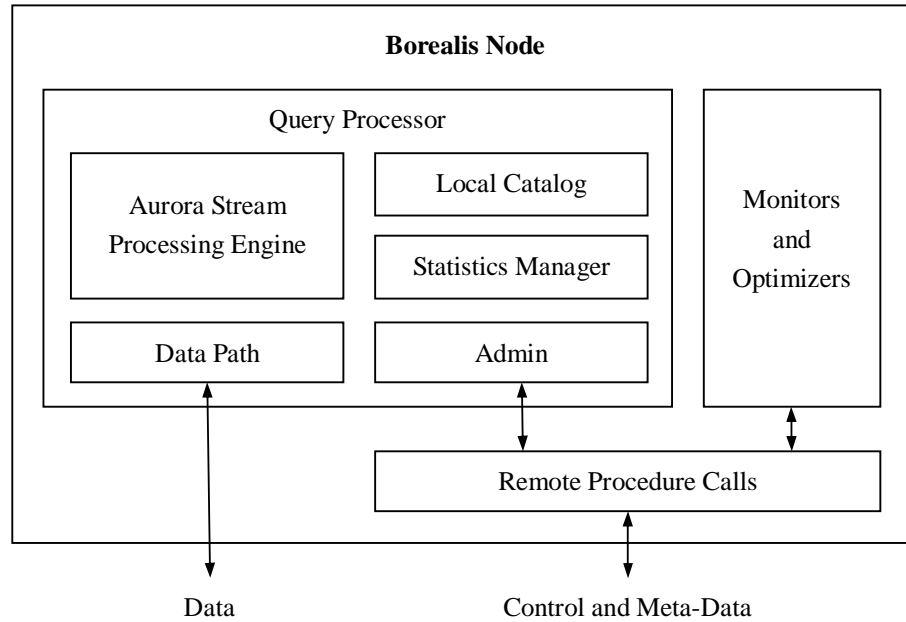 Borealis Node
Query Processor
Aurora Stream
Processing Engine
Local Catalog
Statistics Manager
Data Path
Admin
Monitors
and
Optimizers
Remote Procedure Calls
Data
Control and Meta-Data